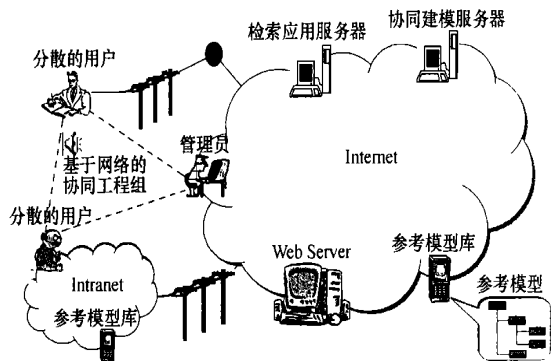 检索应用服务器
协同建模服务器
分散的用户
管理员
Internet
基于网络的
协同工程组
分散的用户
Web Server
参考模型库
参考模型
Intranet
参考模型库